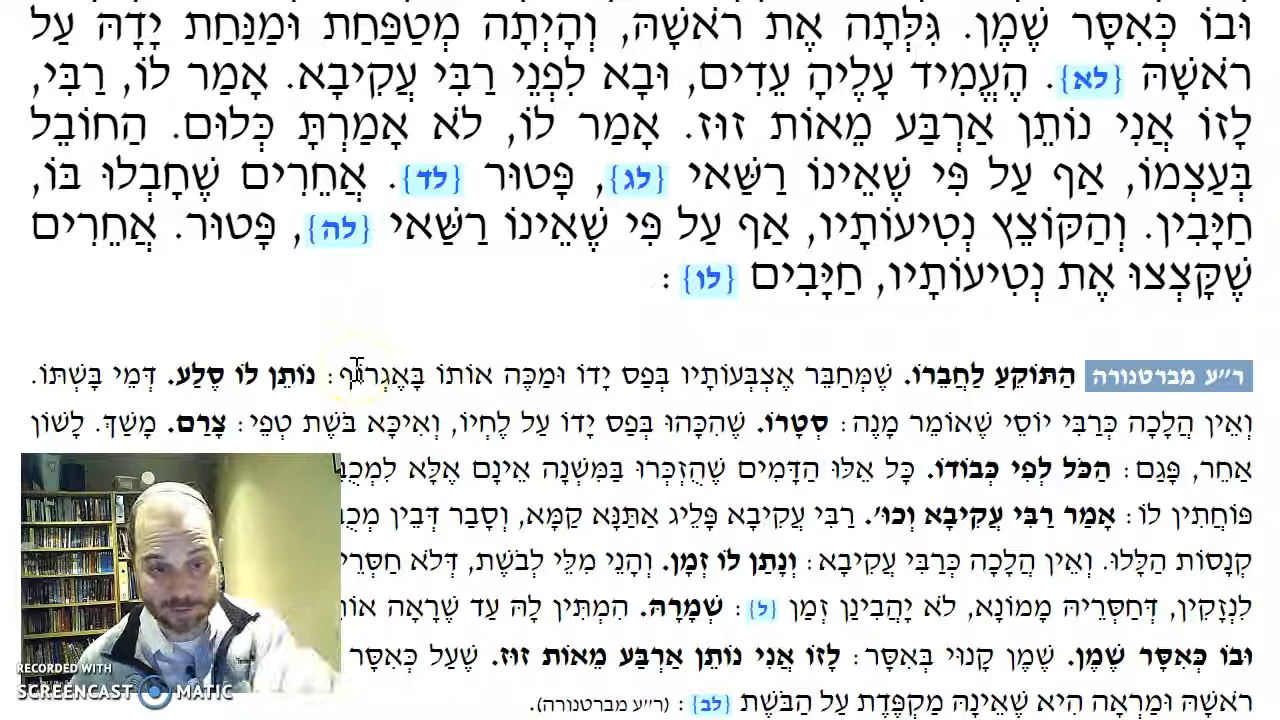 וּבוֹ כְּאִסָּר שֶׁמֶן. גִּלְּתָה אֶת רֹאשָׁהּ, וְהָיְתָה מְטַפַּחַת וּמַנַּחַת יָדָהּ עַל
רֹאשָׁהּ {לא}. הֶעֱמִיד עָלֶיהָ עֵדִים, וּבָא לִפְנֵי רַבִּי עֲקִיבָא. אָמַר לוֹ, רַבִּי,
לָזוֹ אֲנִי נוֹתֵן אַרְבַּע מֵאוֹת זוּז. אָמַר לוֹ, לֹא אָמַרְתָּ כְּלוּם. הַחוֹבֵל
בְּעַצְמוֹ, אַף עַל פִּי שֶׁאֵינוֹ רַשַּׁאי {לג}, פָּטוּר {לד}. אֲחֵרִים שֶׁחָבְלוּ בּוֹ,
חַיָּבִין. וְהַקּוֹצֵץ נְטִיעוֹתָיו, אַף עַל פִּי שֶׁאֵינוֹ רַשַּׁאי {לה}, פָּטוּר. אֲחֵרִים
שֶׁקָּצְצוּ אֶת נְטִיעוֹתָיו, חַיָּבִים {לו}:
ר״ע מברטנורה הַתּוֹקֵעַ לַחֲבֵרוֹ. שֶׁמְּחַבֵּר אֶצְבְּעוֹתָיו בְּפַס יָדוֹ וּמַכֶּה אוֹתוֹ בָּאֶגְרוֹף: נוֹתֵן לוֹ סֶלַע. דְּמֵי בָּשְׁתּוֹ.
וְאֵין הֲלָכָה כְּרַבִּי יוֹסֵי שֶׁאוֹמֵר מָנֶה: סְטָרוֹ. שֶׁהִכָּהוּ בְּפַס יָדוֹ עַל לֶחְיוֹ, וְאִיכָּא בֹּשֶׁת טְפֵי: צָרַם. מָשַׁךְ. לָשׁוֹן
אַחֵר, פָּגַם: הַכֹּל לְפִי כְּבוֹדוֹ. כָּל אֵלּוּ הַדָּמִים שֶׁהֻזְכְּרוּ בַּמִּשְׁנָה אֵינָם אֶלָּא
פּוֹחֲתִין לוֹ: אָמַר רַבִּי עֲקִיבָא וְכוּ׳. רַבִּי עֲקִיבָא פָּלֵיג אַתַּנָּא קַמָּא, וְסָבַר דְּבֵין
קְנָסוֹת הַלָּלוּ. וְאֵין הֲלָכָה כְּרַבִּי עֲקִיבָא: וְנָתַן לוֹ זְמָן. וְהָנֵי מִלֵּי לְבֹשֶׁת, דְּלֹא
לִנְזָקִין, דְּחַסְּרֵיהּ מָמוֹנָא, לֹא יָהֲבִינַן זְמַן {ל}: שְׁמָרָהּ. הִמְתִּין לָהּ עַד שֶׁרָאָה
וּבוֹ כְּאִסָּר שֶׁמֶן. שֶׁמֶן קָנוּי בְּאִסָּר: לָזוֹ אֲנִי נוֹתֵן אַרְבַּע מֵאוֹת זוּז. שֶׁעַל כְּאִסָּר
רֹאשָׁהּ וּמַרְאָה הִיא שֶׁאֵינָהּ מַקְפֶּדֶת עַל הַבֹּשֶׁת {לב}: (ר״ע מברטנורה).
RECORDED WITH
SCREENCAST MATIC